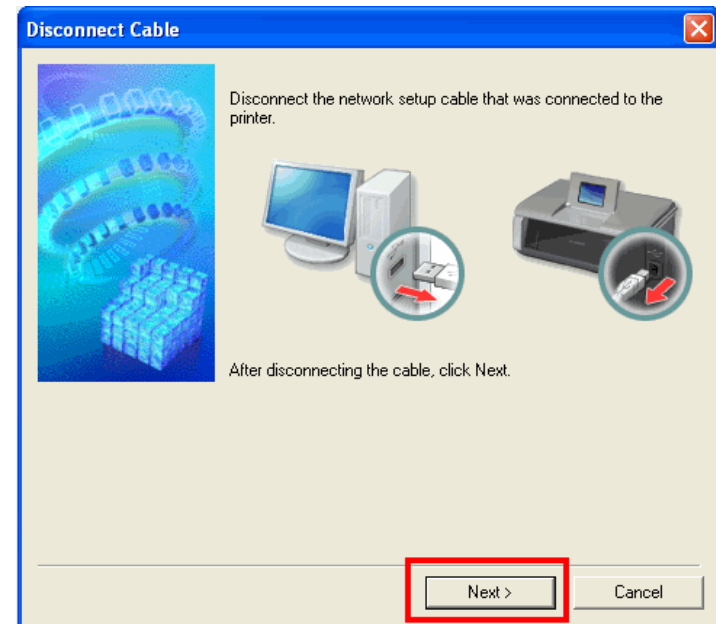 Disconnect Cable
Disconnect the network setup cable that was connected to the
printer.
After disconnecting the cable, click Next.
Next >
Cancel